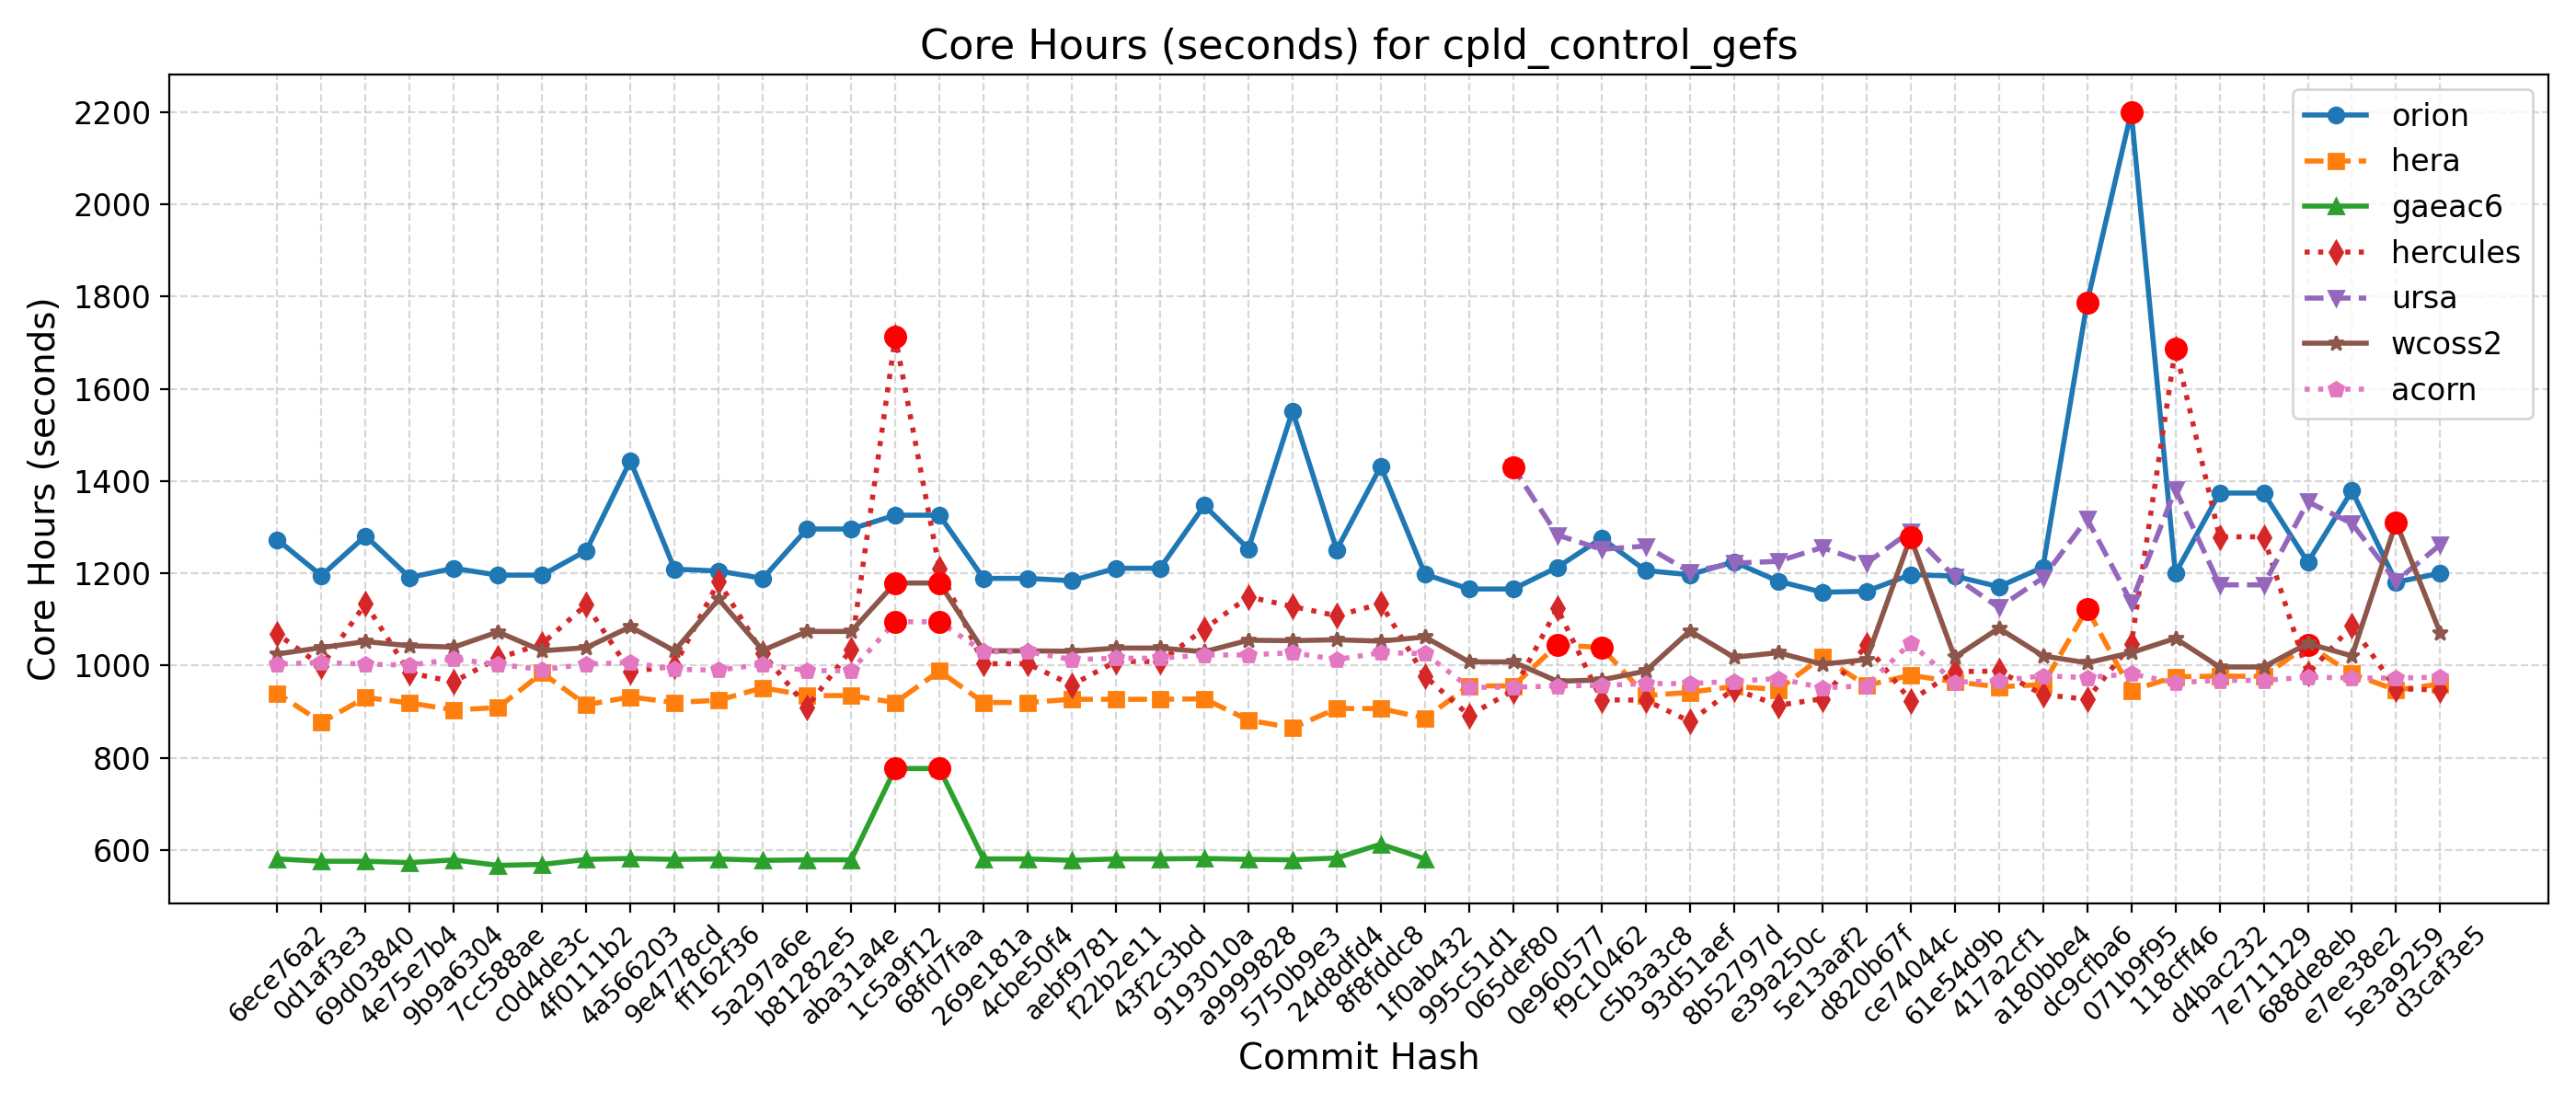 Core Hours (seconds) for cpld_control_gefs
Core Hours (seconds)
2200
2000
1800
1600
1400
1200
1000
800
600
orion
hera
gaeac6
hercules
ursa
wcoss2
acorn
6ece76a2
0d1af3e3
69d03840
4e75e7b4
9b9a6304
7cc588ae
c0d4de3c
4f0111b2
4a566203
9e4778cd
ff162f36
5a297a6e
b81282e5
aba31a4e
1c5a9f12
68fd7faa
269e181a
4cbe50f4
aebf9781
f22b2e11
43f2c3bd
9193010a
a9999828
5750b9e3
24d8dfd4
8f8fddc8
1f0ab432
995c51d1
065def80
0e960577
f9c10462
c5b3a3c8
93d51aef
8b52797d
e39a250c
5e13aaf2
d820b67f
ce74044c
61e54d9b
417a2cf1
a180bbe4
dc9cfba6
071b9f95
118cff46
d4bac232
7e711129
688de8eb
e7ee38e2
5e3a9259
d3caf3e5
Commit Hash